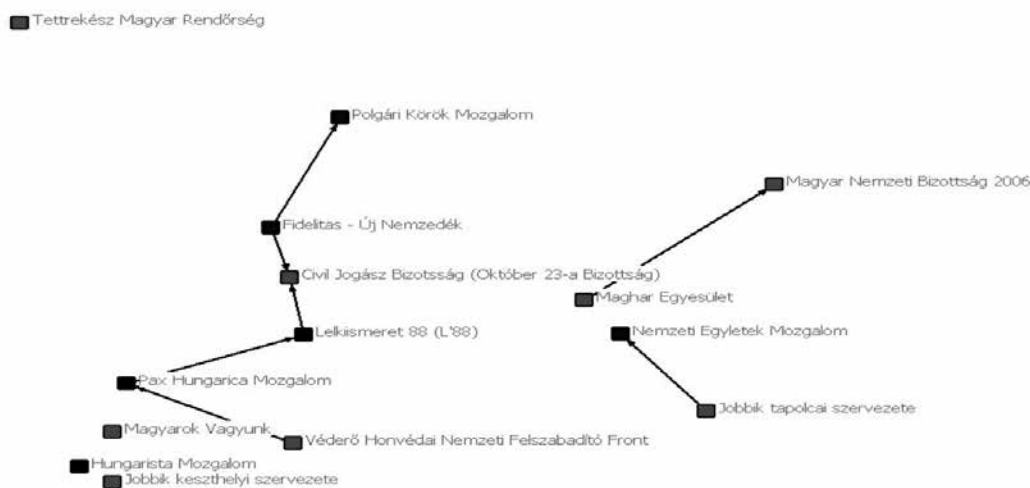 Tettrekész Magyar Rendőrség
Polgári Körök Mozgalom
Magyar Nemzeti Bizottság 2006
Fidelitas - Új Nemzedék
Civil Jogász Bizotsság (Október 23-a Bizottság)
Maghar Egyesület
Lelkiismeret 88 (L'88)
Nemzeti Egyletek Mozgalom
Pax Hungarica Mozgalom
Jobbik tapolcai szervezete
Magyarok Vagyunk
Véderő Honvédai Nemzeti Felszabadító Front
Hungarista Mozgalom
Jobbik keszthelyi szervezete